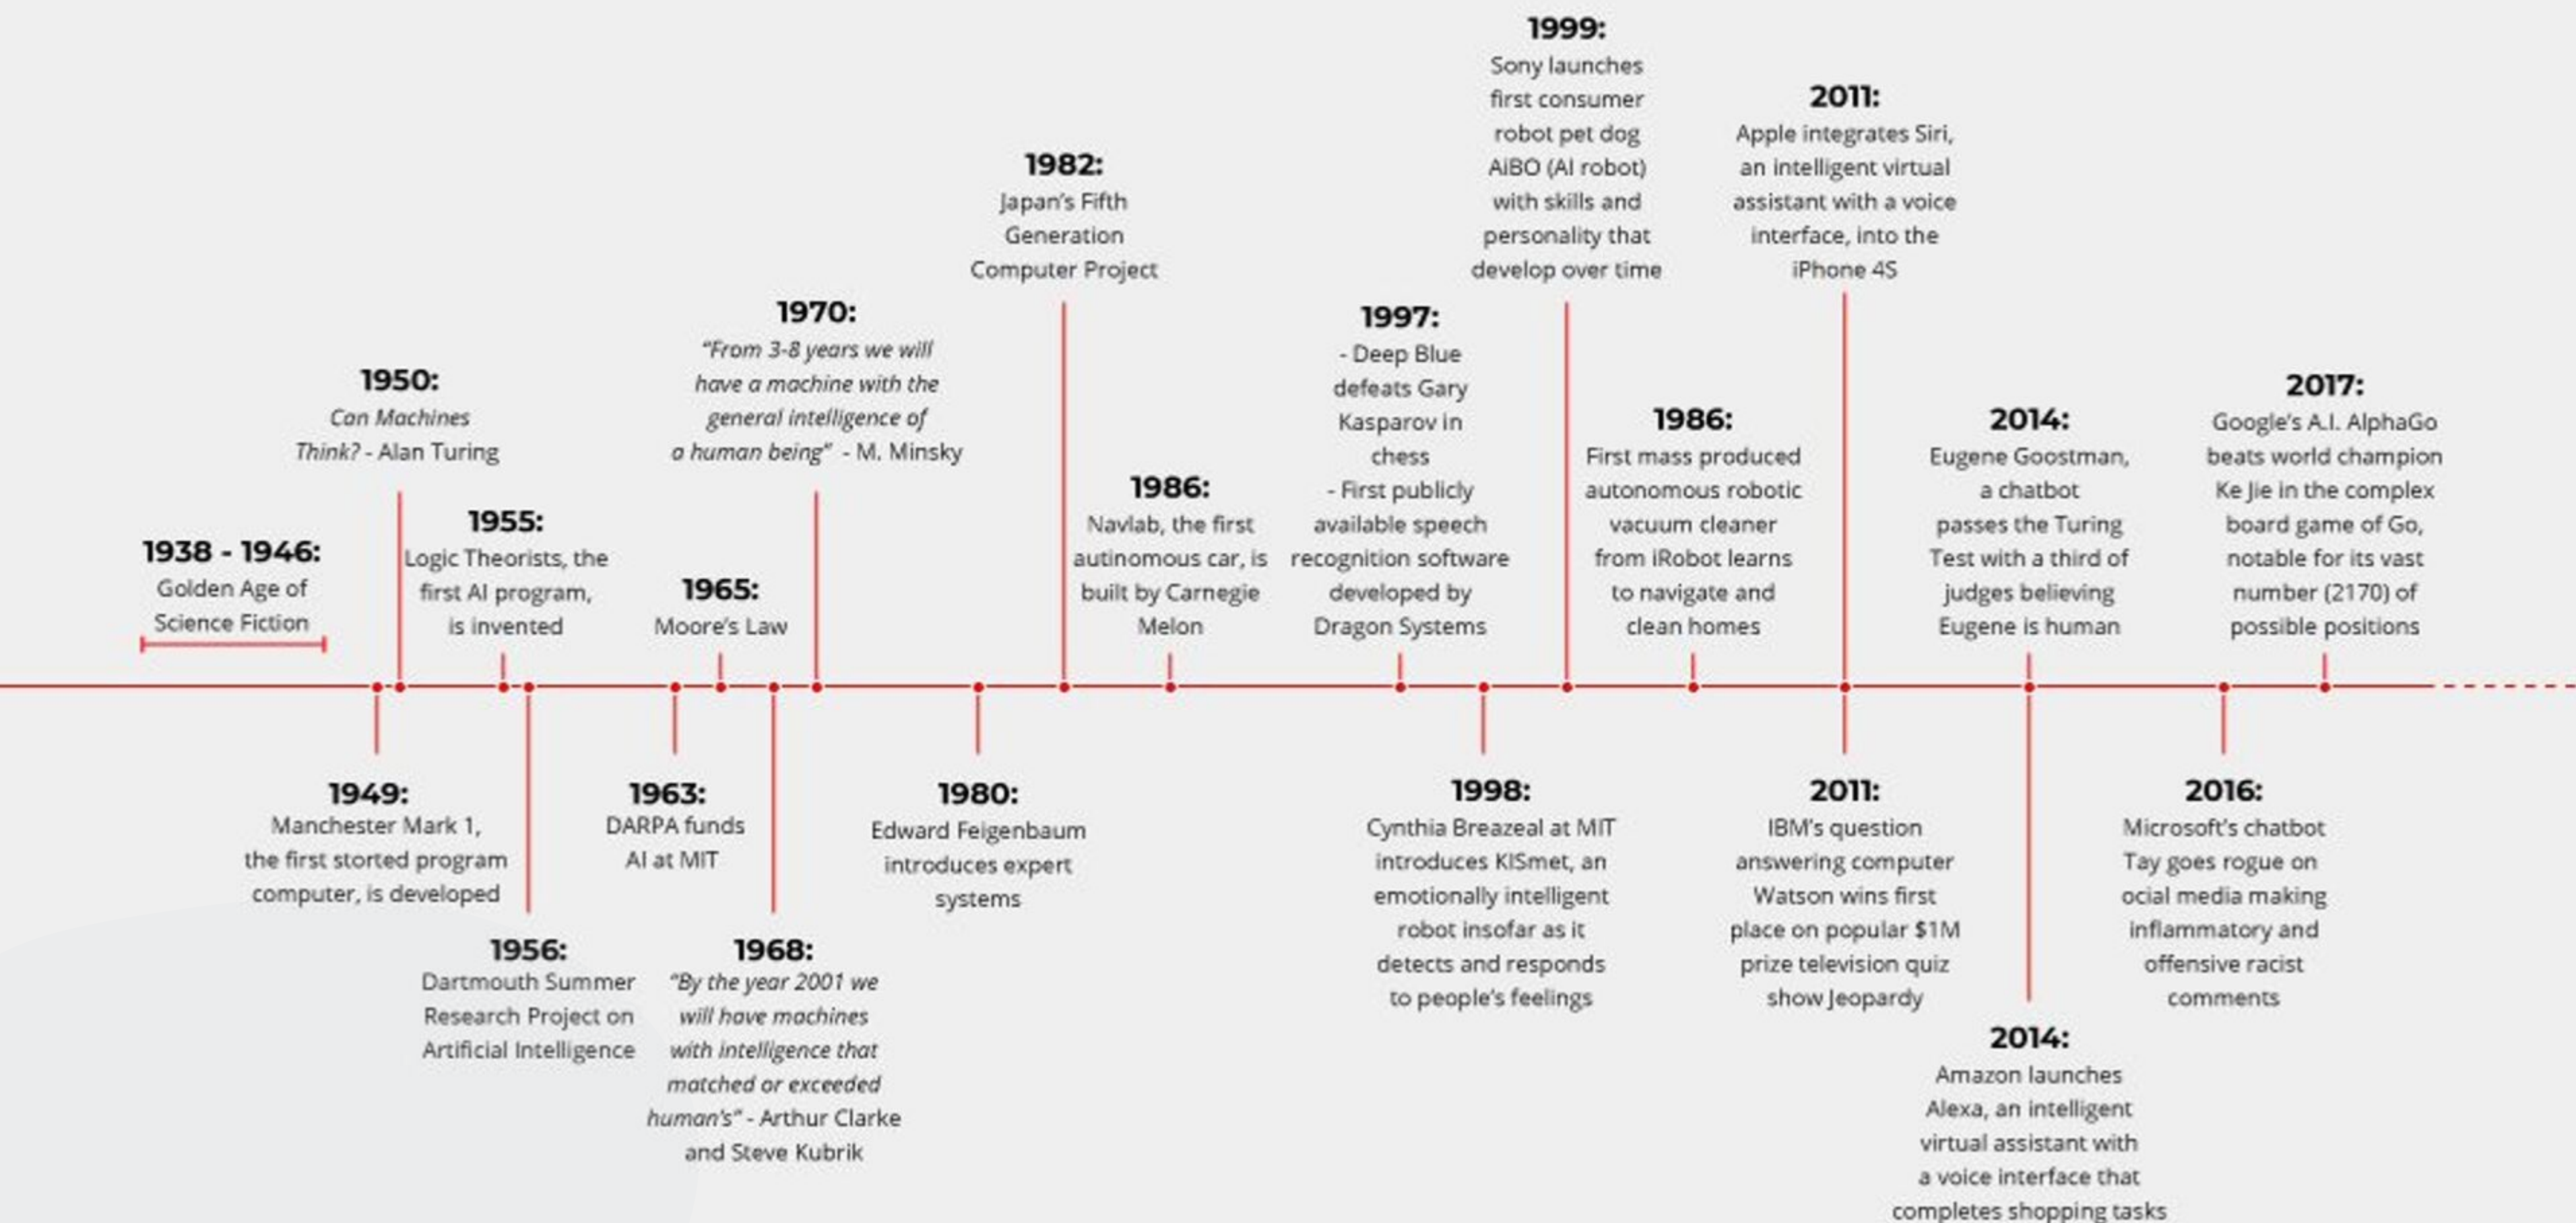 1938 - 1946:
Golden Age of
Science Fiction
1949:
Manchester Mark 1,
the first storted program
computer, is developed
1950:
Can Machines
Think? - Alan Turing
1955:
Logic Theorists, the
first AI program,
is invented
1956:
Dartmouth Summer
Research Project on
Artificial Intelligence
1963:
DARPA funds
AI at MIT
1965:
Moore's Law
1968:
“By the year 2001 we
will have machines
with intelligence that
matched or exceeded
human's” - Arthur Clarke
and Steve Kubrik
1970:
“From 3-8 years we will
have a machine with the
general intelligence of
a human being” - M. Minsky
1980:
Edward Feigenbaum
introduces expert
systems
1982:
Japan's Fifth
Generation
Computer Project
1986:
Navlab, the first
autinomous car, is
built by Carnegie
Melon
1997:
- Deep Blue
defeats Gary
Kasparov in
chess
- First publicly
available speech
recognition software
developed by
Dragon Systems
1998:
Cynthia Breazeal at MIT
introduces KISmet, an
emotionally intelligent
robot insofar as it
detects and responds
to people's feelings
1999:
Sony launches
first consumer
robot pet dog
AiBO (AI robot)
with skills and
personality that
develop over time
1986:
First mass produced
autonomous robotic
vacuum cleaner
from iRobot learns
to navigate and
clean homes
2011:
Apple integrates Siri,
an intelligent virtual
assistant with a voice
interface, into the
iPhone 4S
2011:
IBM's question
answering computer
Watson wins first
place on popular $1M
prize television quiz
show Jeopardy
2014:
Eugene Goostman,
a chatbot
passes the Turing
Test with a third of
judges believing
Eugene is human
2014:
Amazon launches
Alexa, an intelligent
virtual assistant with
a voice interface that
completes shopping tasks
2016:
Microsoft's chatbot
Tay goes rogue on
ocial media making
inflammatory and
offensive racist
comments
2017:
Google's A.I. AlphaGo
beats world champion
Ke Jie in the complex
board game of Go,
notable for its vast
number (2170) of
possible positions